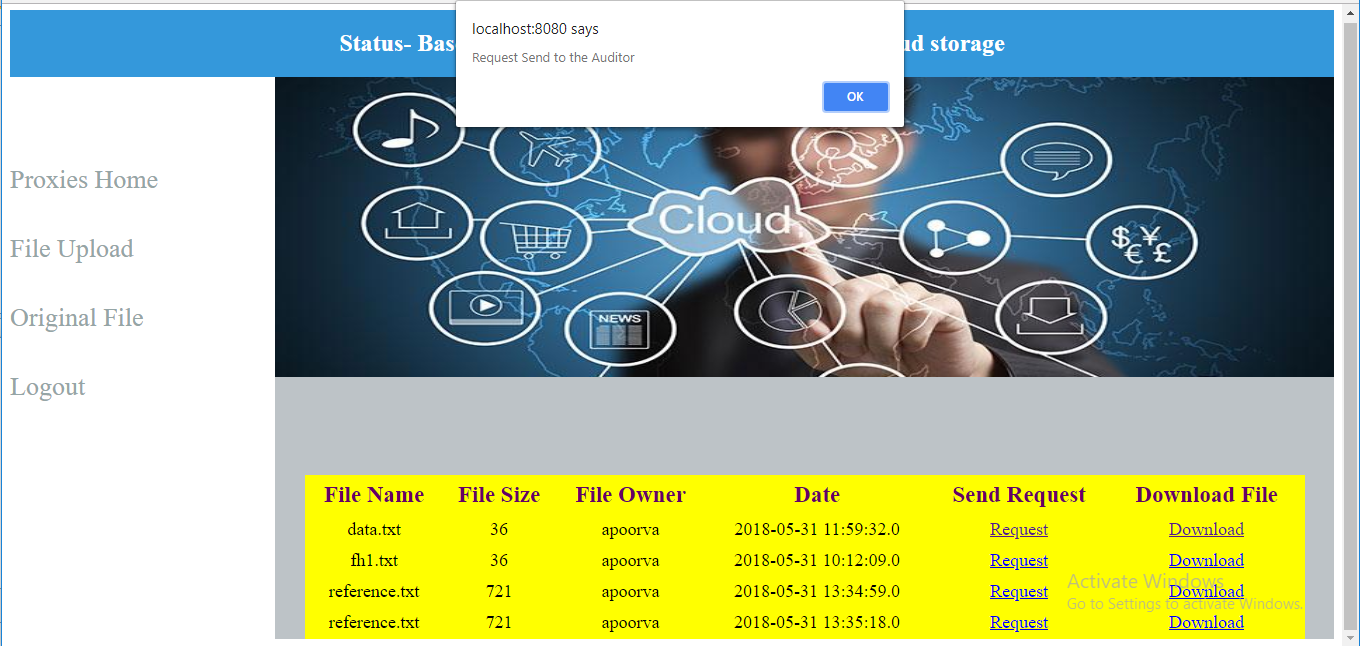 localhost:8080 says
Request Send to the Auditor
OK
Status- Bas ud storage
Proxies Home
File Upload
Original File
Logout
Cloud
$ ¥
€ £
NEWS
File Name File Size File Owner Date Send Request Download File
data.txt 36 apoorva 2018-05-31 11:59:32.0 Request Download
fh1.txt 36 apoorva 2018-05-31 10:12:09.0 Request Download
reference.txt 721 apoorva 2018-05-31 13:34:59.0 Request Download
reference.txt 721 apoorva 2018-05-31 13:35:18.0 Request Download
Activate Windows
Go to Settings to activate Windows.